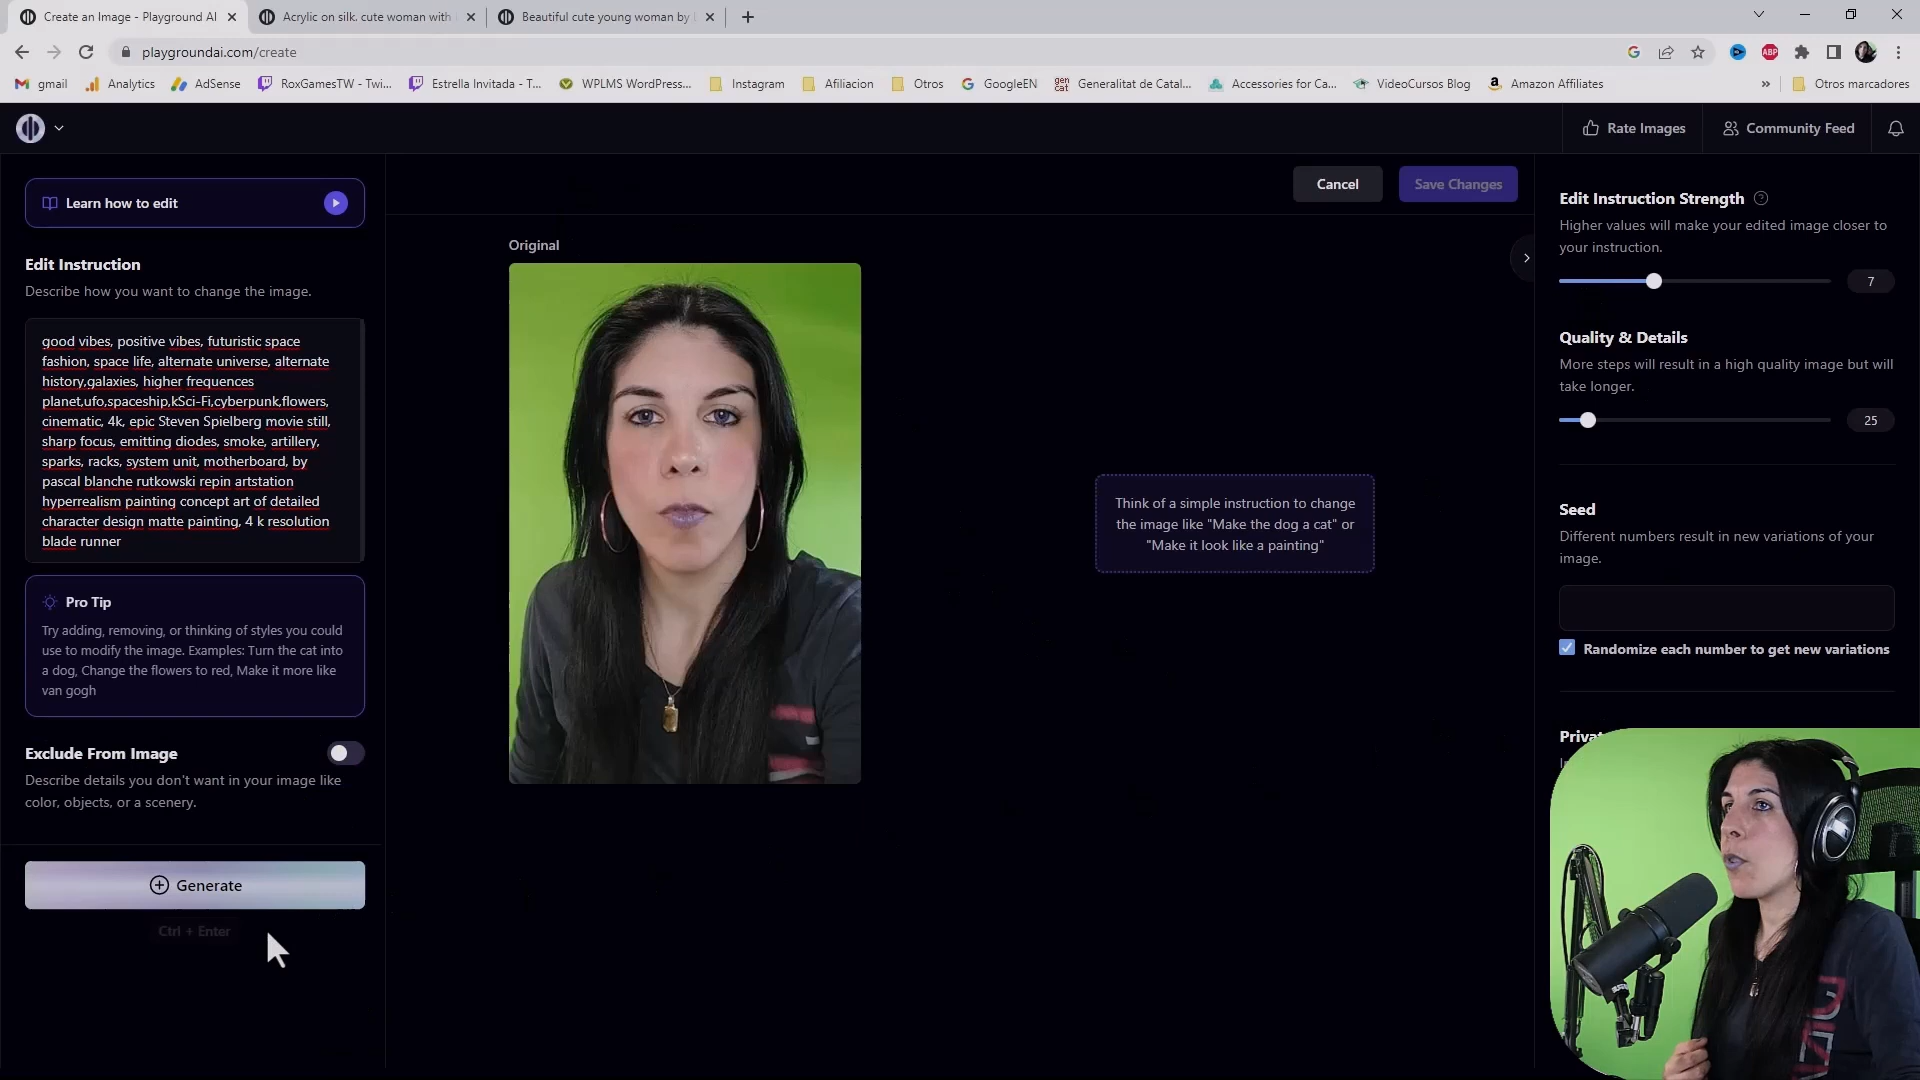 Create an Image - Playground AI
Acrylic on silk. cute woman with
Beautiful cute young woman by
playgroundai.com/create
gmail
Analytics
AdSense
RoxGamesTW - Twi...
Estrella Invitada - T...
WPLMS WordPress...
Instagram
Afiliacion
Otros
GoogleEN
Generalitat de Catal...
Accessories for Ca...
VideoCursos Blog
Amazon Affiliates
Otros marcadores
Rate Images
Community Feed
Learn how to edit
Cancel
Save Changes
Edit Instruction
Describe how you want to change the image.
good vibes, positive vibes, futuristic space
fashion, space life, alternate universe, alternate
history,galaxies, higher frequences
planet,ufo,spaceship,kSci-Fi,cyberpunk,flowers,
cinematic, 4k, epic Steven Spielberg movie still,
sharp focus, emitting diodes, smoke, artillery,
sparks, racks, system unit, motherboard, by
pascal blanche rutkowski repin artstation
hyperrealism painting concept art of detailed
character design matte painting, 4 k resolution
blade runner
Pro Tip
Try adding, removing, or thinking of styles you could
use to modify the image. Examples: Turn the cat into
a dog, Change the flowers to red, Make it more like
van gogh
Exclude From Image
Describe details you don't want in your image like
color, objects, or a scenery.
Generate
Ctrl + Enter
Original
Think of a simple instruction to change
the image like "Make the dog a cat" or
"Make it look like a painting"
Edit Instruction Strength
Higher values will make your edited image closer to
your instruction.
7
Quality & Details
More steps will result in a high quality image but will
take longer.
25
Seed
Different numbers result in new variations of your
image.
Randomize each number to get new variations